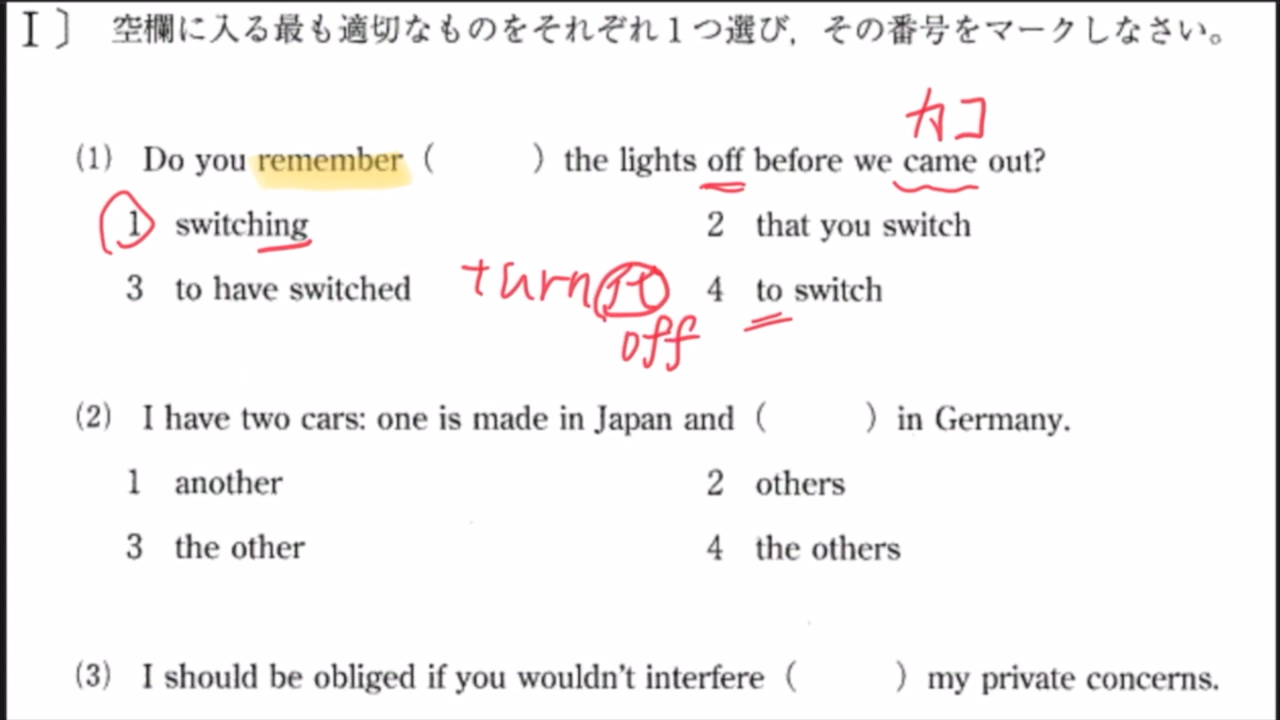 I〕 空欄に入る最も適切なものをそれぞれ1つ選び，その番号をマークしなさい。
カコ
(1) Do you remember ( ) the lights off before we came out?
1 switching 2 that you switch
3 to have switched 4 to switch
turn it
off
(2) I have two cars: one is made in Japan and ( ) in Germany.
1 another 2 others
3 the other 4 the others
(3) I should be obliged if you wouldn't interfere ( ) my private concerns.